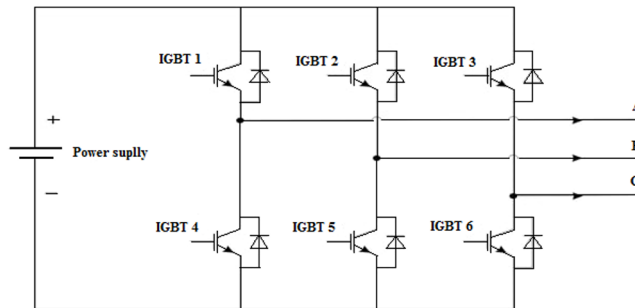 IGBT 1
IGBT 2
IGBT 3
+
Power suplly
−
IGBT 4
IGBT 5
IGBT 6